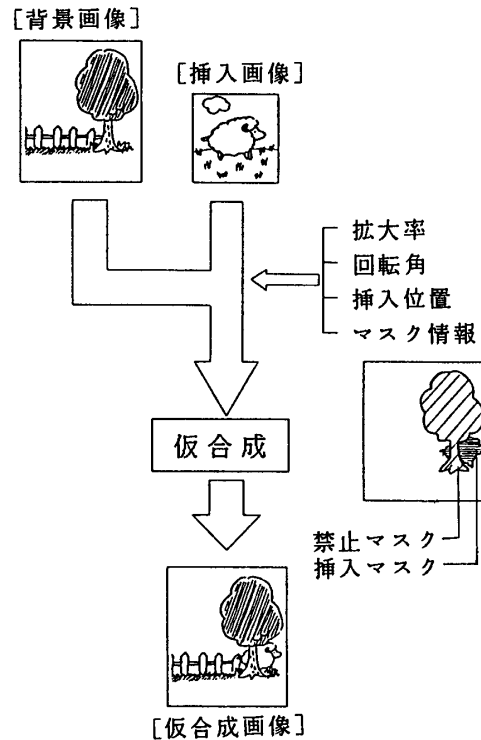 [背景画像]
[挿入画像]
拡大率
回転角
挿入位置
マスク情報
仮合成
禁止マスク
挿入マスク
[仮合成画像]